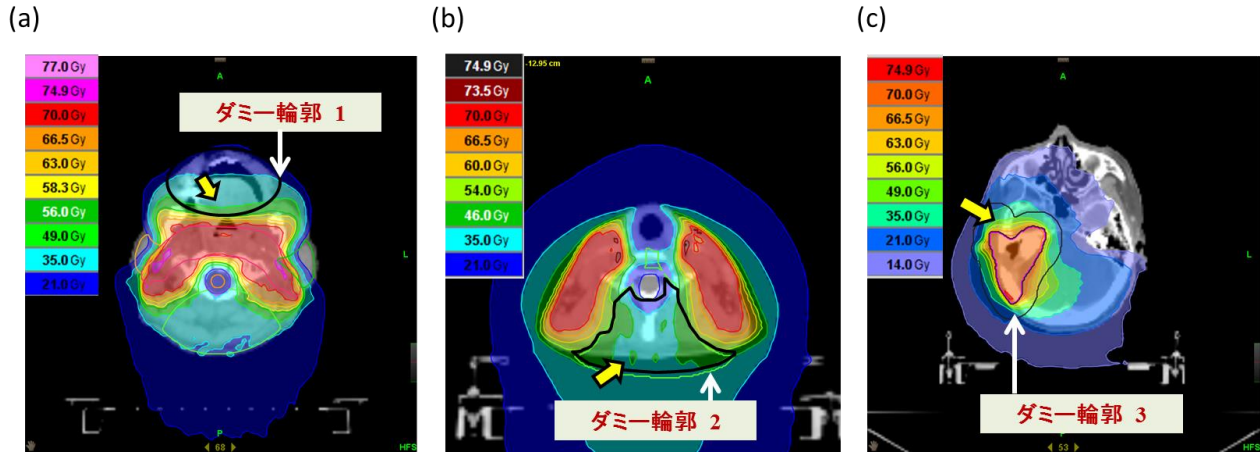 (a)
(b)
(c)
77.0 Gy
74.9 Gy
70.0 Gy
66.5 Gy
63.0 Gy
58.3 Gy
56.0 Gy
49.0 Gy
35.0 Gy
21.0 Gy
A
ダミー輪郭 1
L
P
68
HFS
74.9 Gy
73.5 Gy
70.0 Gy
66.5 Gy
60.0 Gy
54.0 Gy
46.0 Gy
35.0 Gy
21.0 Gy
-12.95 cm
A
ダミー輪郭 2
74.9 Gy
70.0 Gy
66.5 Gy
63.0 Gy
56.0 Gy
49.0 Gy
35.0 Gy
21.0 Gy
14.0 Gy
A
L
ダミー輪郭 3
53
HFS